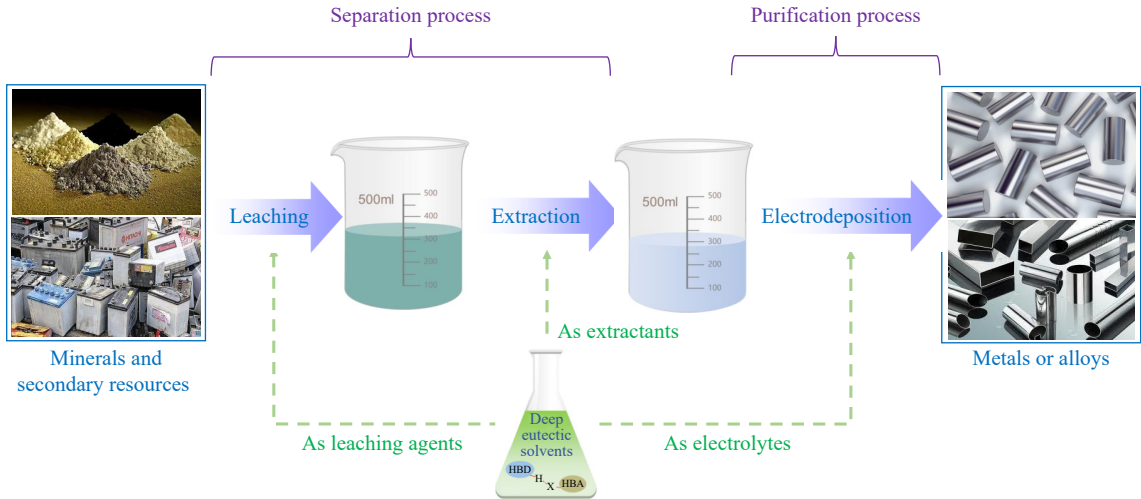 Separation process
Purification process
HITACHI
Leaching
500ml
500
400
300
200
100
Extraction
500ml
500
400
300
200
100
Electrodeposition
As extractants
Minerals and
secondary resources
Metals or alloys
Deep
eutectic
solvents
HBD
H
X
HBA
As leaching agents
As electrolytes